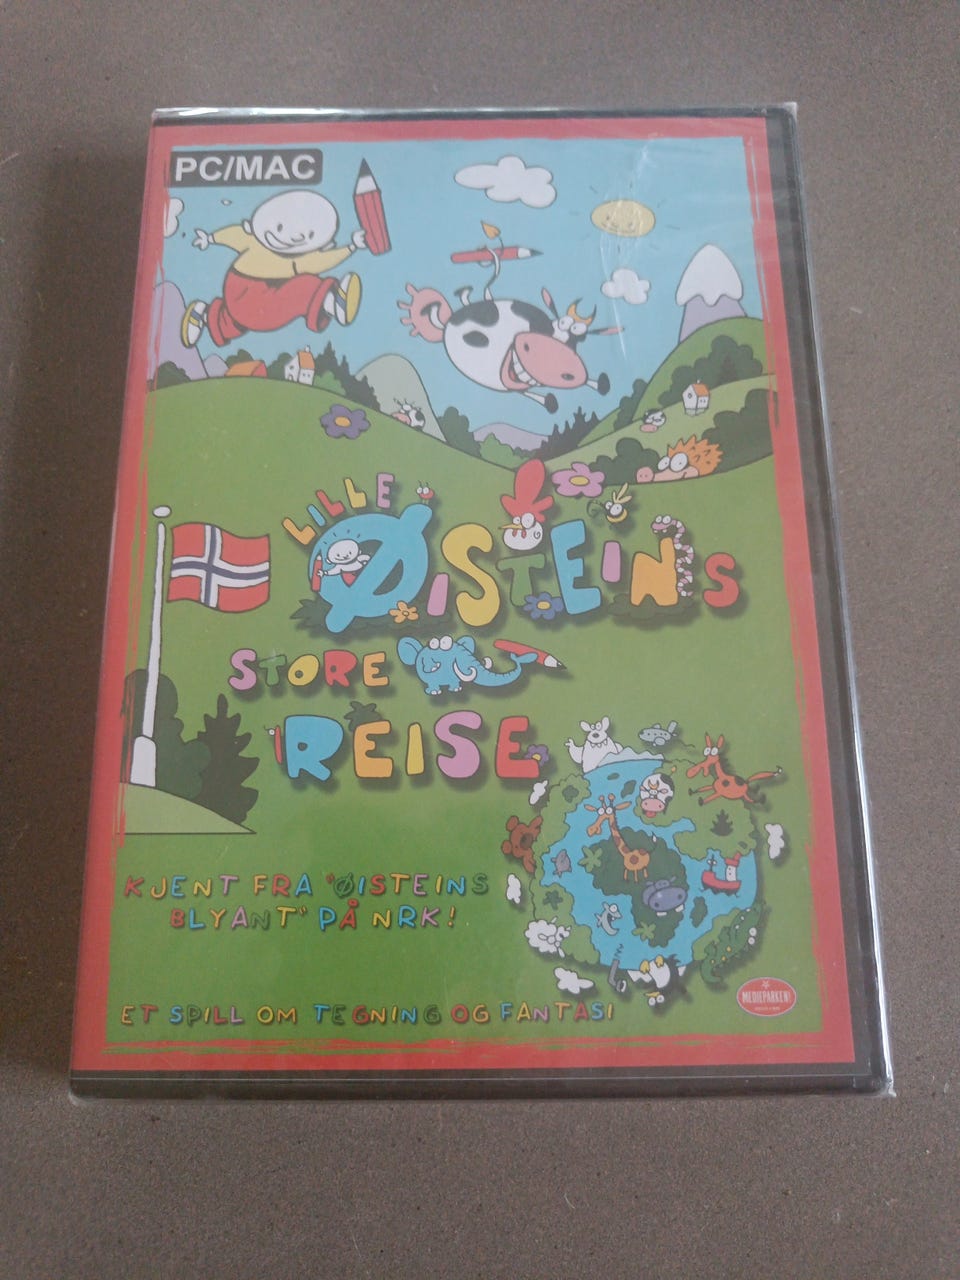 PC/MAC
LILLE
ØISTEINS
STORE
REISE
KJENT FRA "ØISTEINS
BLYANT" PÅ NRK!
ET SPILL OM TEGNING OG FANTASI
MEDIEPARKEN!